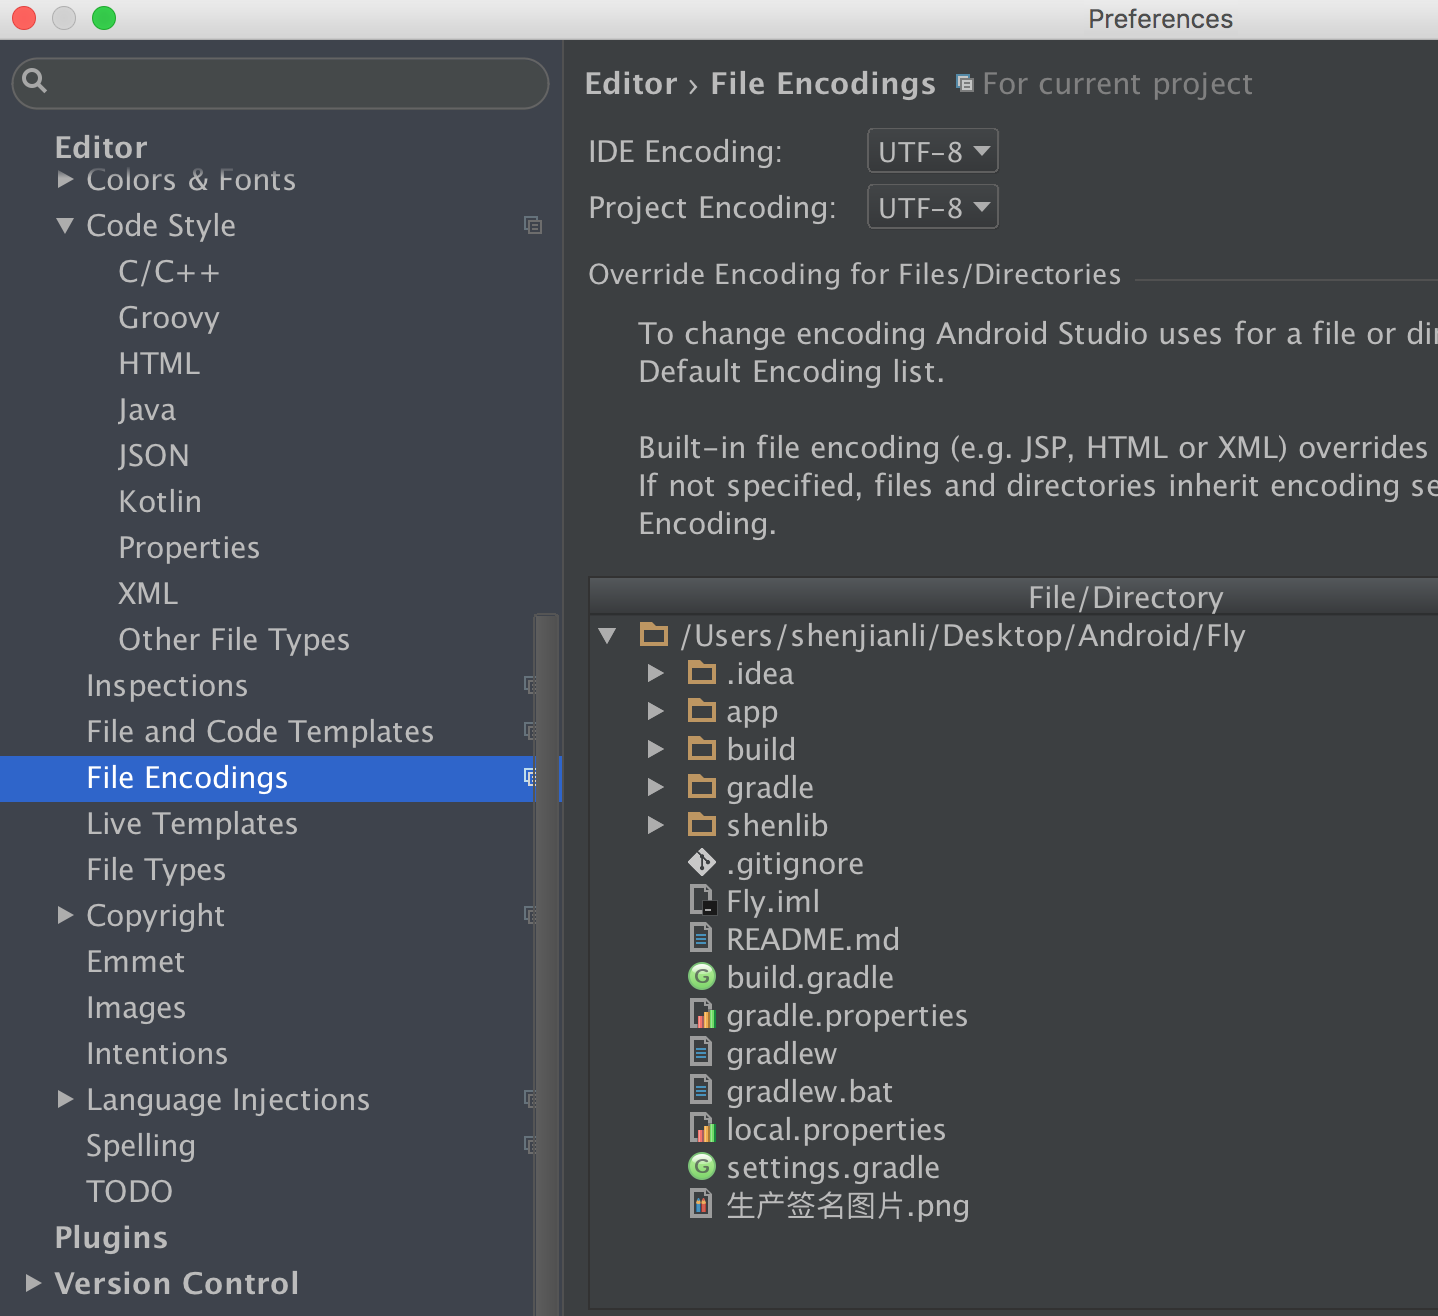 Preferences
Editor
Colors & Fonts
Code Style
C/C++
Groovy
HTML
Java
JSON
Kotlin
Properties
XML
Other File Types
Inspections
File and Code Templates
File Encodings
Live Templates
File Types
Copyright
Emmet
Images
Intentions
Language Injections
Spelling
TODO
Plugins
Version Control
Editor › File Encodings For current project
IDE Encoding: UTF-8
Project Encoding: UTF-8
Override Encoding for Files/Directories
To change encoding Android Studio uses for a file or
Default Encoding list.
Built-in file encoding (e.g. JSP, HTML or XML) overrides
If not specified, files and directories inherit encoding
Encoding.
File/Directory
/Users/shenjianli/Desktop/Android/Fly
.idea
app
build
gradle
shenlib
.gitignore
Fly.iml
README.md
build.gradle
gradle.properties
gradlew
gradlew.bat
local.properties
settings.gradle
生产签名图片.png